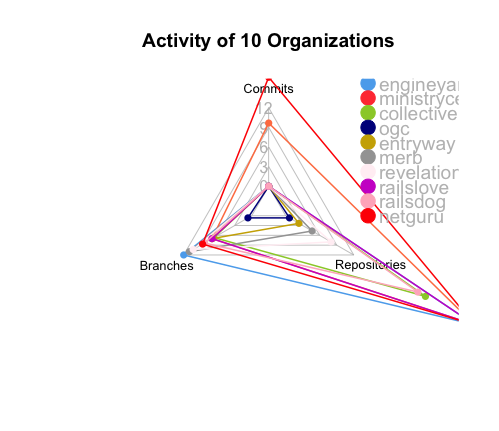 Activity of 10 Organizations
Commits
12
9
6
3
0
Branches
Repositories
engineya
ministryce
collective
ogc
entryway
merb
revelation
railslove
railsdog
netguru